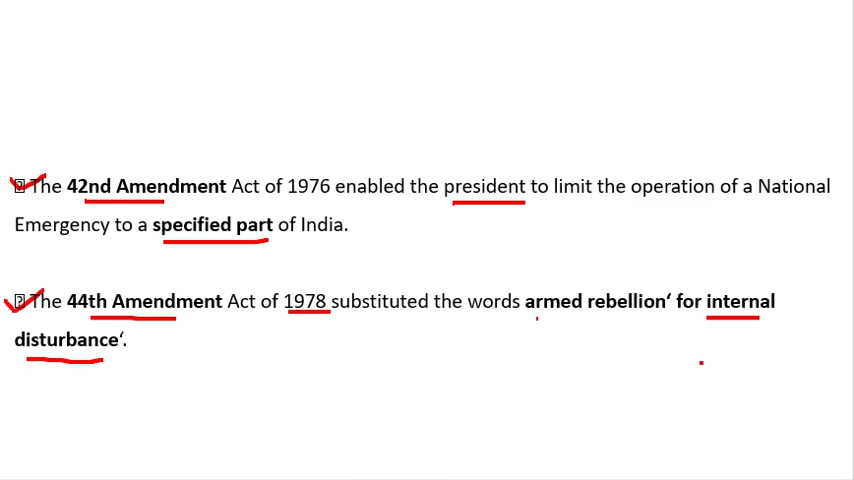 The 42nd Amendment Act of 1976 enabled the president to limit the operation of a National
Emergency to a specified part of India.
The 44th Amendment Act of 1978 substituted the words armed rebellion‘ for internal
disturbance‘.